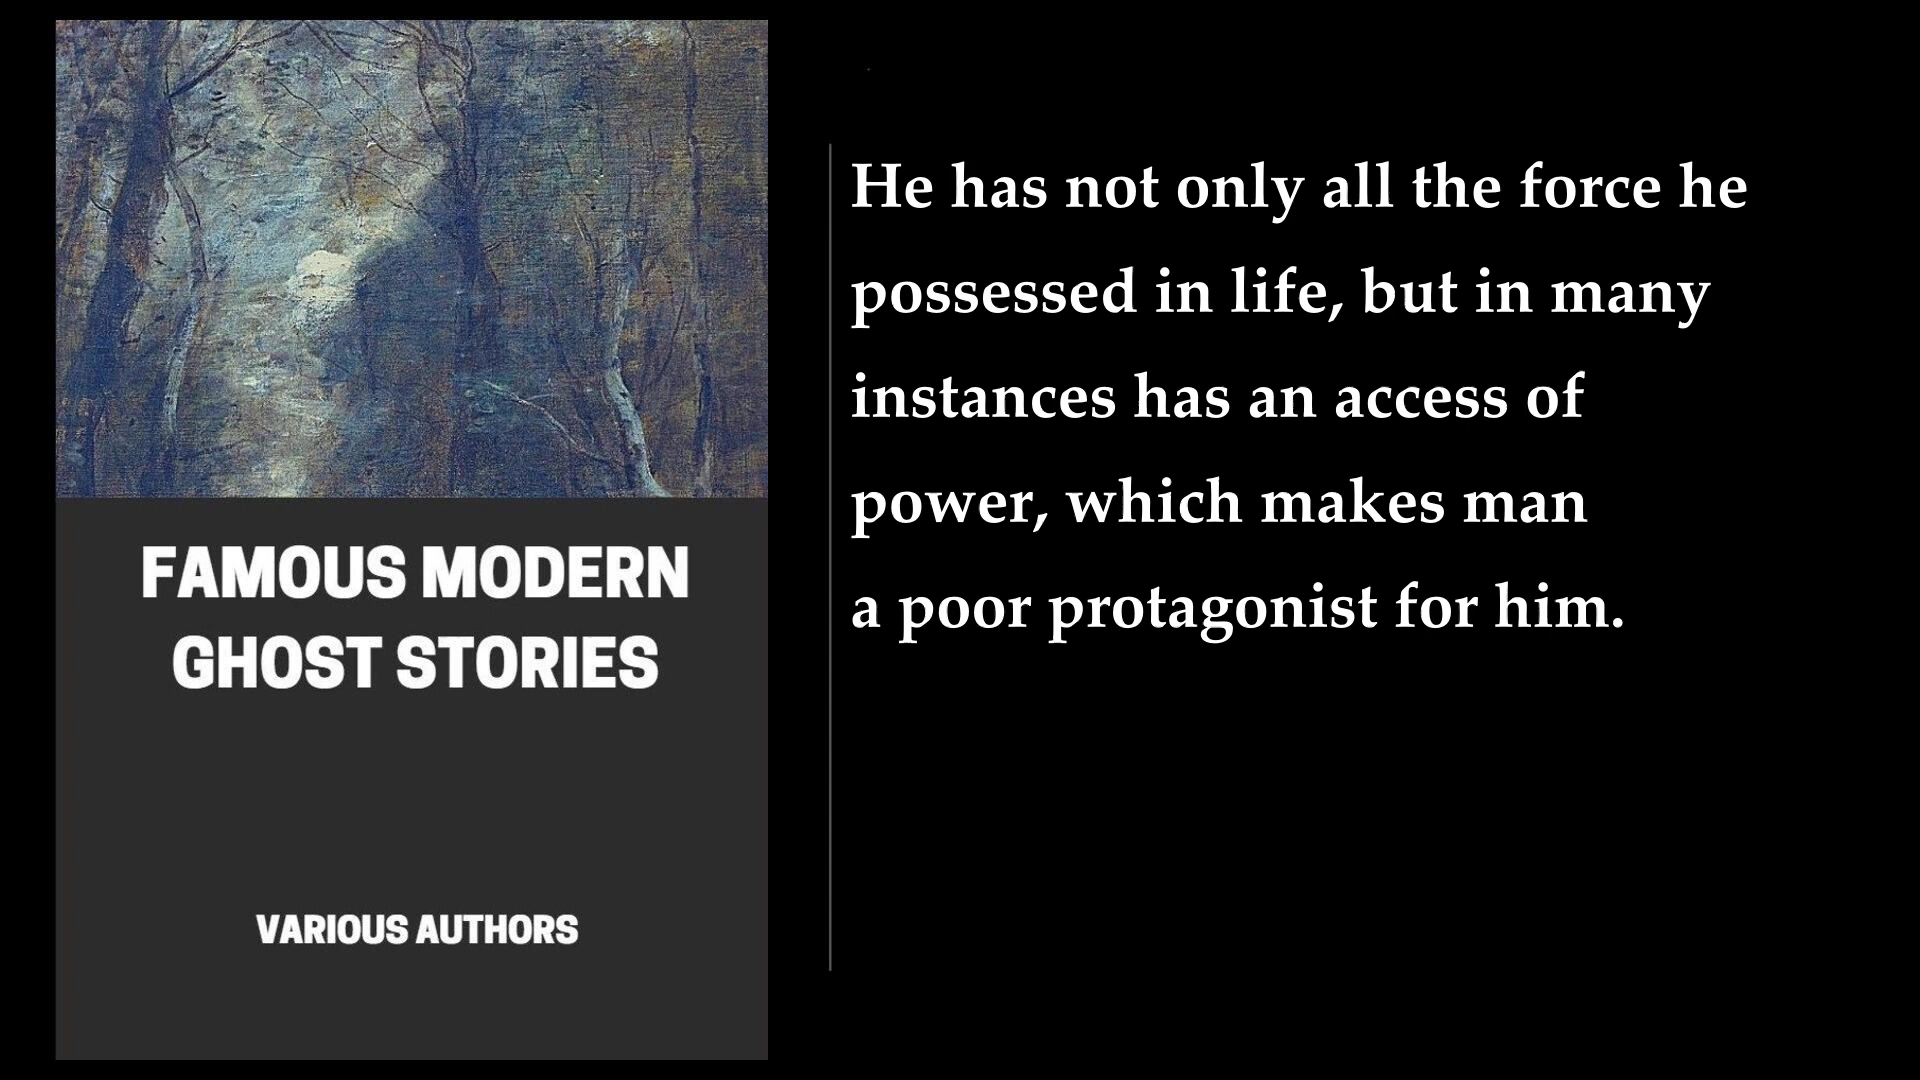 FAMOUS MODERN
GHOST STORIES
VARIOUS AUTHORS
He has not only all the force he
possessed in life, but in many
instances has an access of
power, which makes man
a poor protagonist for him.